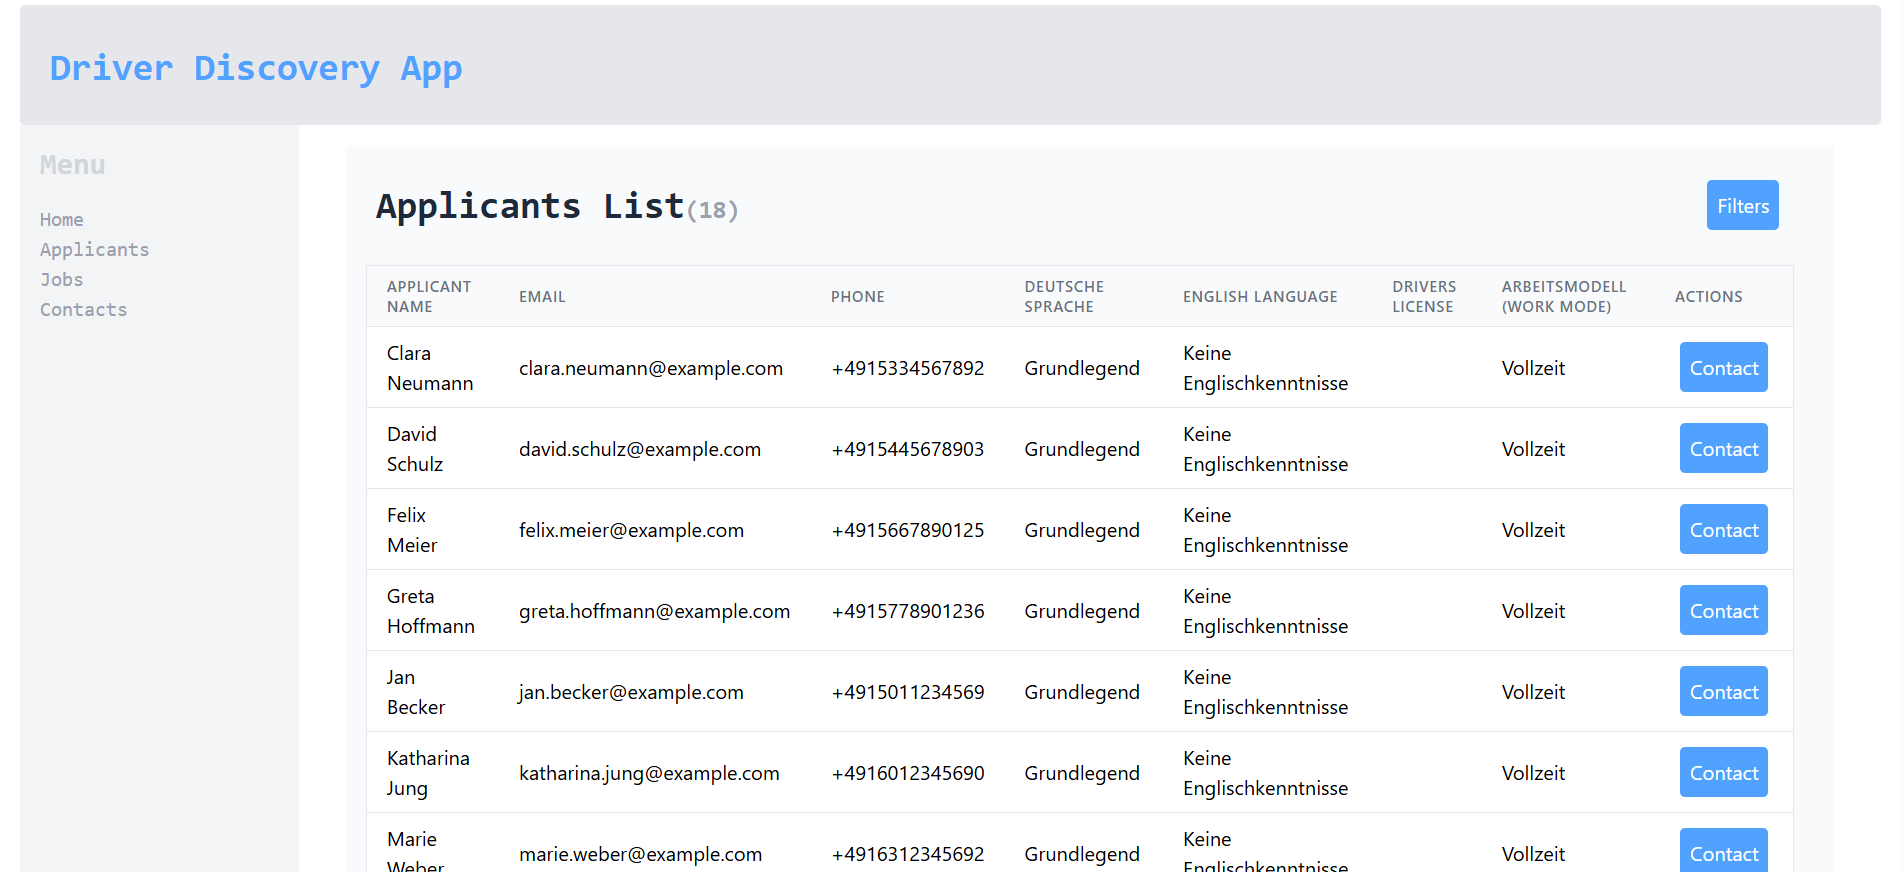 Driver Discovery App
Menu
Home
Applicants
Jobs
Contacts
Applicants List(18)
Filters
APPLICANT NAME EMAIL PHONE DEUTSCHE SPRACHE ENGLISH LANGUAGE DRIVERS LICENSE ARBEITSMODELL (WORK MODE) ACTIONS
Clara Neumann clara.neumann@example.com +4915334567892 Grundlegend Keine Englischkenntnisse Vollzeit Contact
David Schulz david.schulz@example.com +4915445678903 Grundlegend Keine Englischkenntnisse Vollzeit Contact
Felix Meier felix.meier@example.com +4915667890125 Grundlegend Keine Englischkenntnisse Vollzeit Contact
Greta Hoffmann greta.hoffmann@example.com +4915778901236 Grundlegend Keine Englischkenntnisse Vollzeit Contact
Jan Becker jan.becker@example.com +4915011234569 Grundlegend Keine Englischkenntnisse Vollzeit Contact
Katharina Jung katharina.jung@example.com +4916012345690 Grundlegend Keine Englischkenntnisse Vollzeit Contact
Marie Weber marie.weber@example.com +4916312345692 Grundlegend Keine Englischkenntnisse Vollzeit Contact